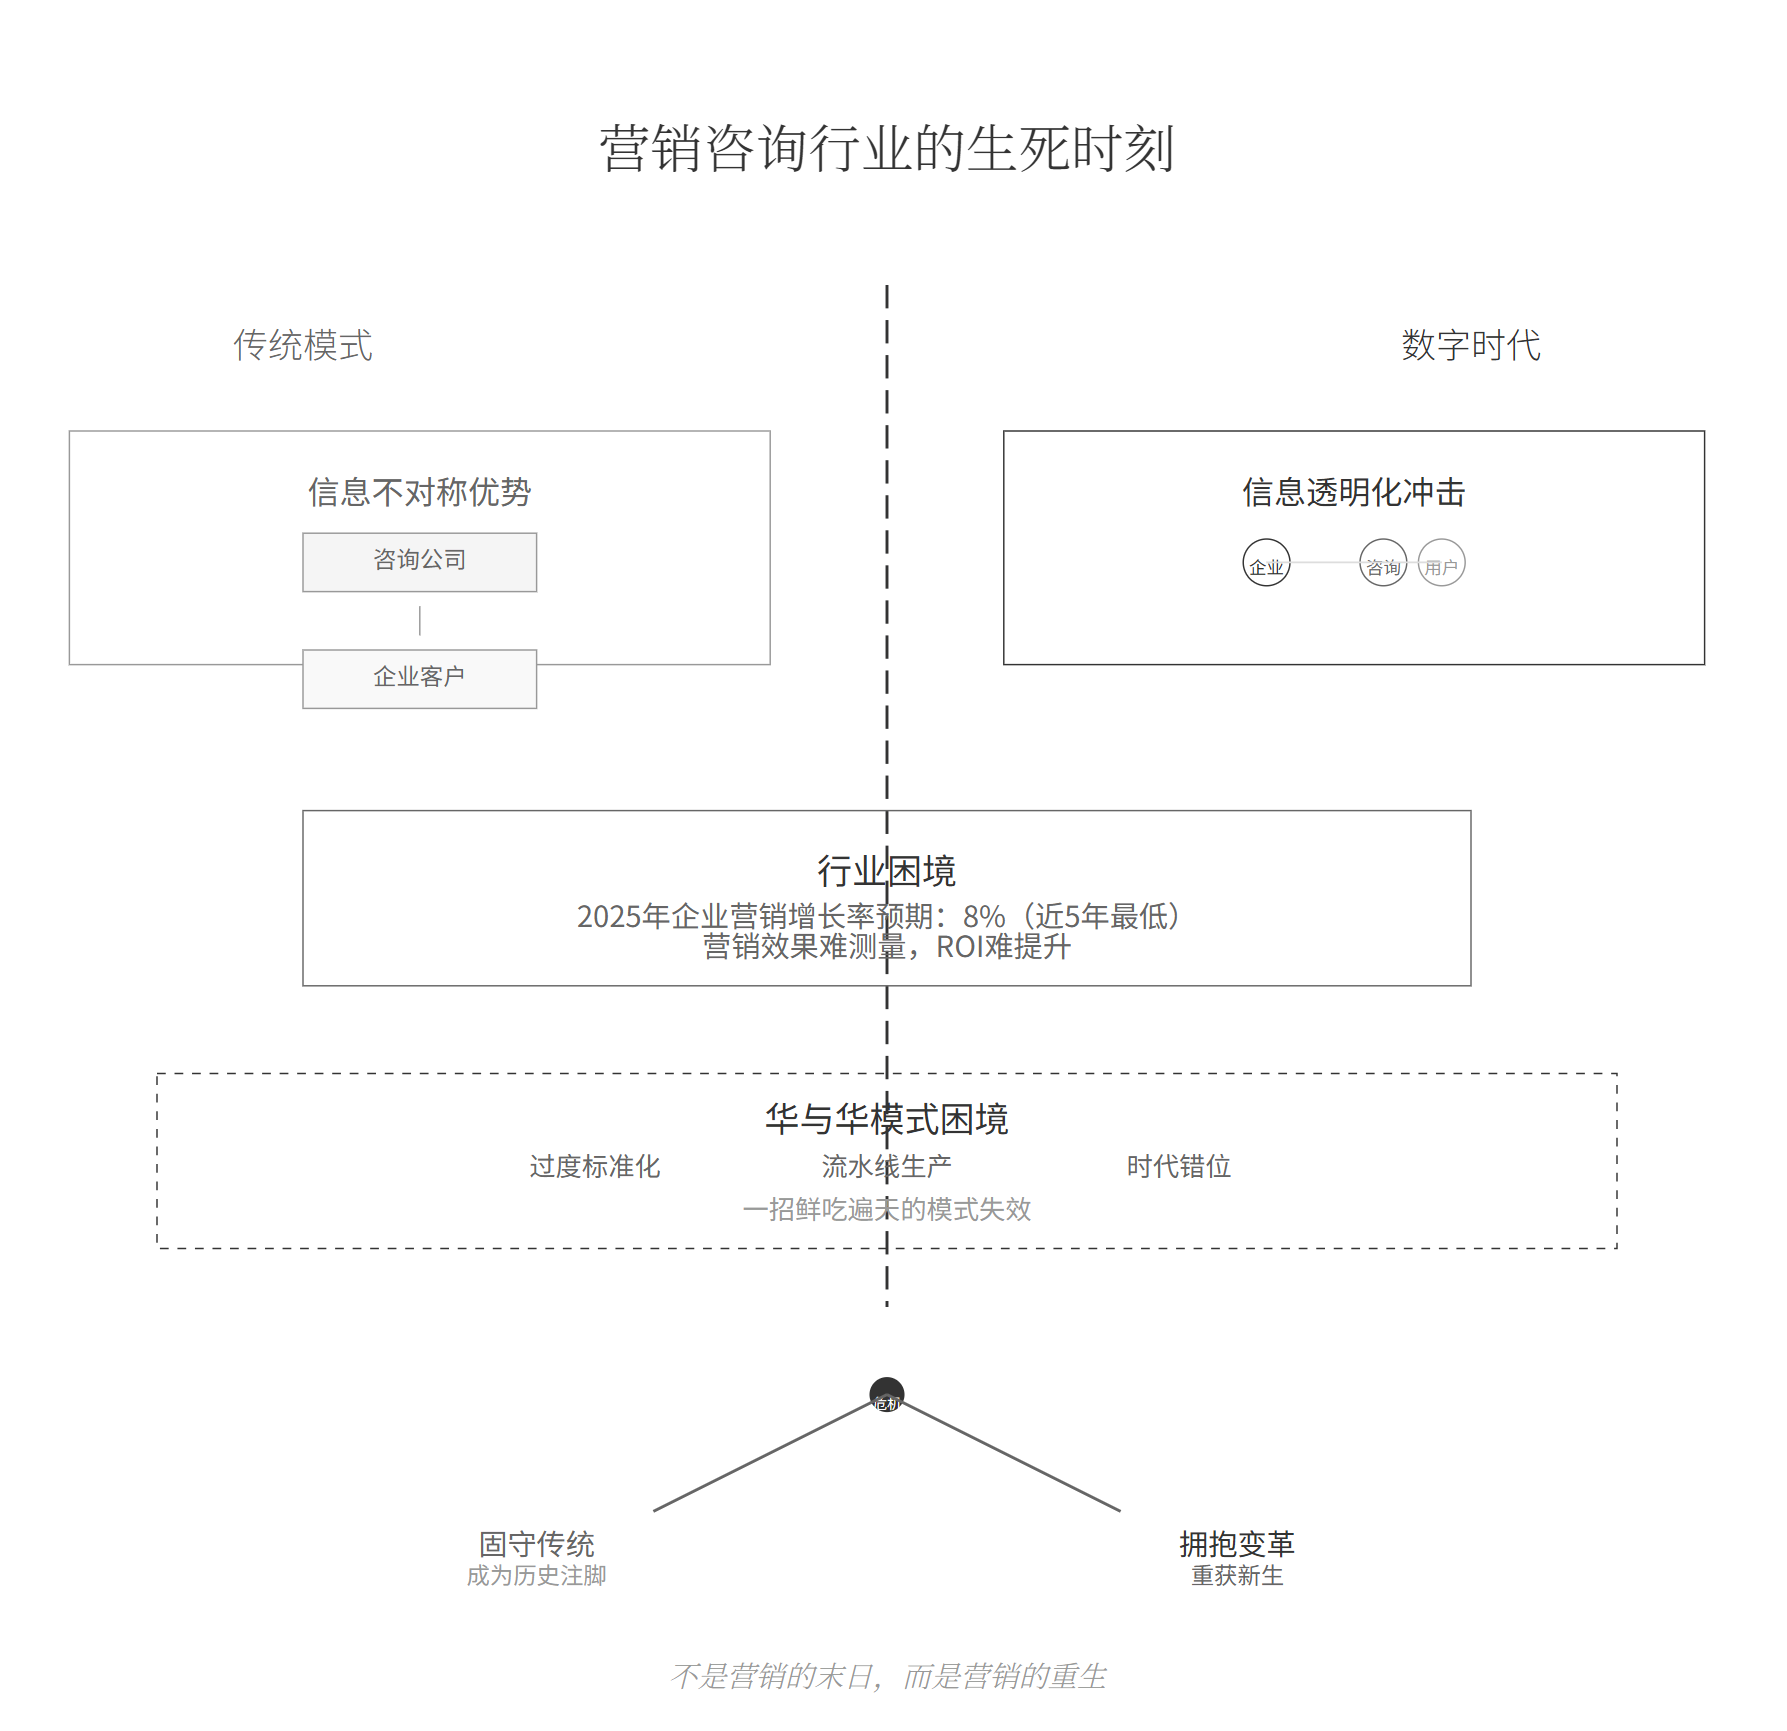 营销咨询行业的生死时刻
传统模式
数字时代
信息不对称优势
咨询公司
企业客户
信息透明化冲击
企业
咨询
用户
行业困境
2025年企业营销增长率预期：8%（近5年最低）
营销效果难测量，ROI难提升
华与华模式困境
过度标准化
流水线生产
时代错位
一招鲜吃遍天的模式失效
危机
固守传统
成为历史注脚
拥抱变革
重获新生
不是营销的末日，而是营销的重生